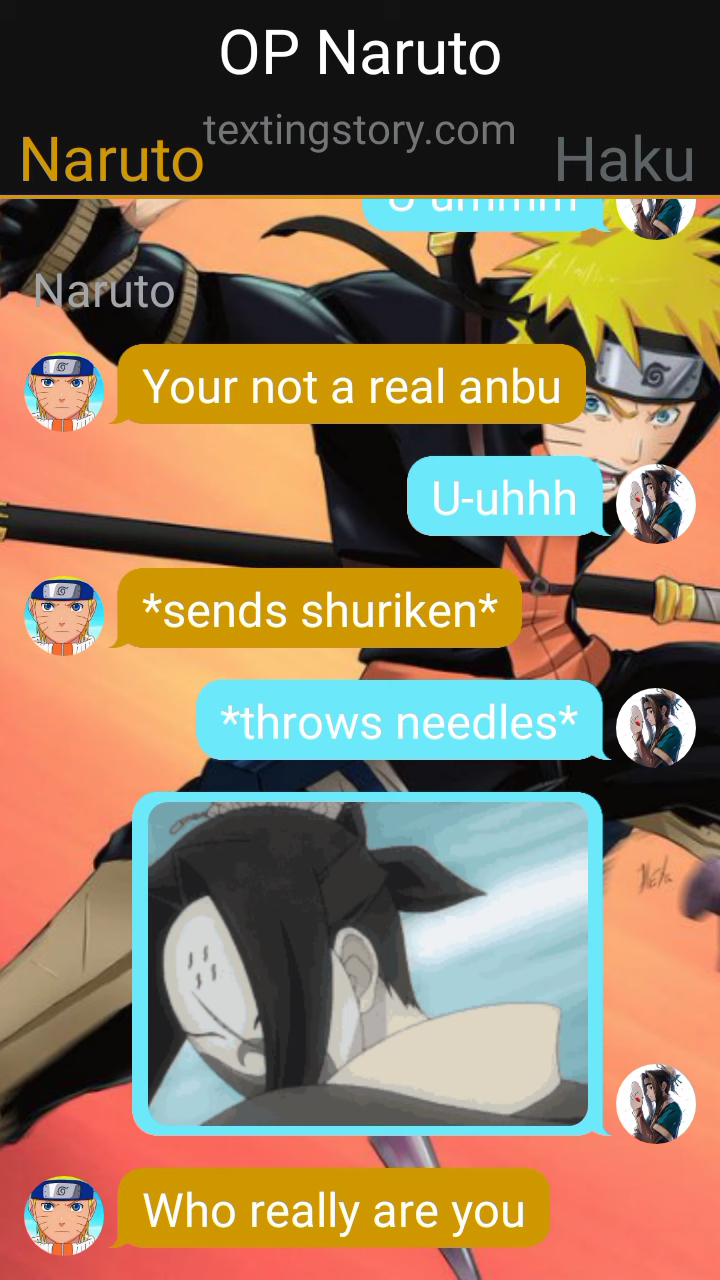 OP Naruto
textingstory.com
Naruto
Haku
U-ummm
Naruto
Your not a real anbu
U-uhhh
*sends shuriken*
*throws needles*
Who really are you